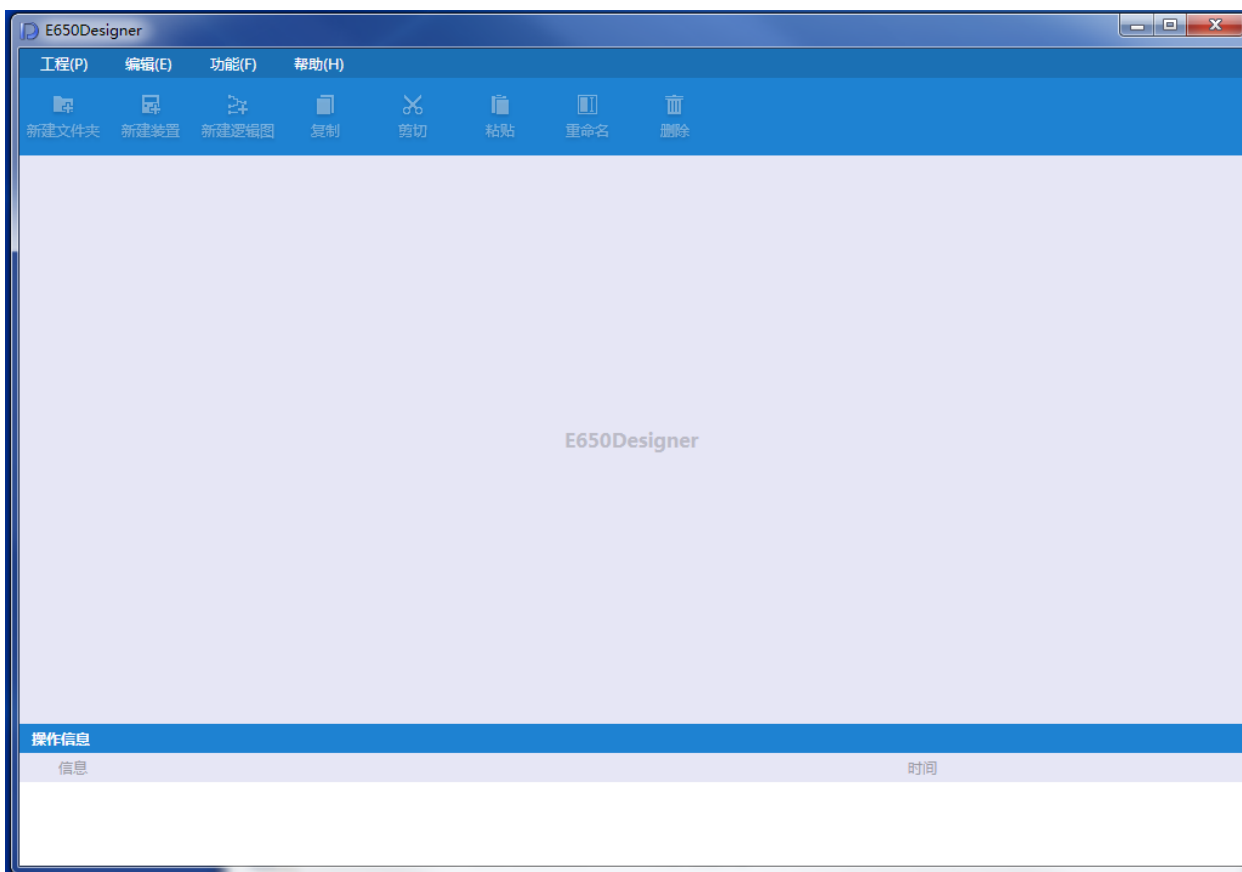 E650Designer
工程(P) 编辑(E) 功能(F) 帮助(H)
新建文件夹 新建装置 新建逻辑图 复制 剪切 粘贴 重命名 删除
E650Designer
操作信息
信息 时间